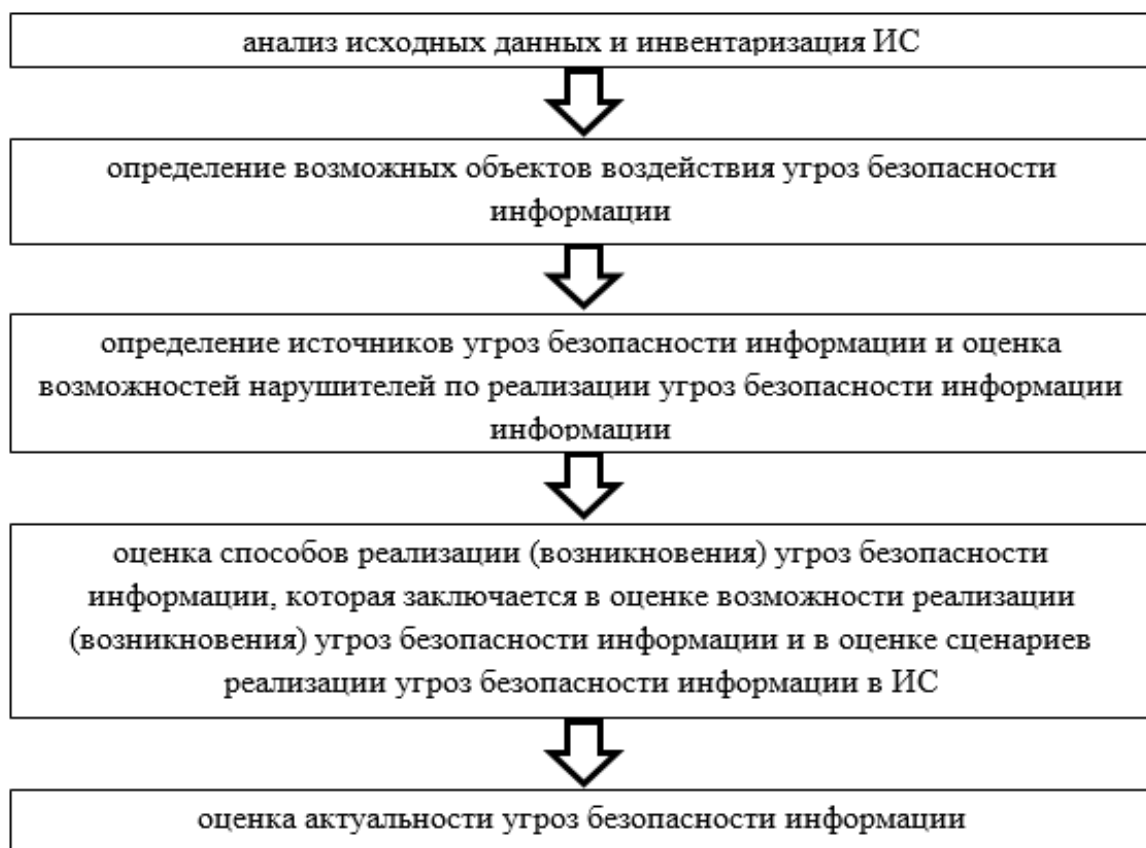 анализ исходных данных и инвентаризация ИС
определение возможных объектов воздействия угроз безопасности
информации
определение источников угроз безопасности информации и оценка
возможностей нарушителей по реализации угроз безопасности информации
информации
оценка способов реализации (возникновения) угроз безопасности
информации, которая заключается в оценке возможности реализации
(возникновения) угроз безопасности информации и в оценке сценариев
реализации угроз безопасности информации в ИС
оценка актуальности угроз безопасности информации